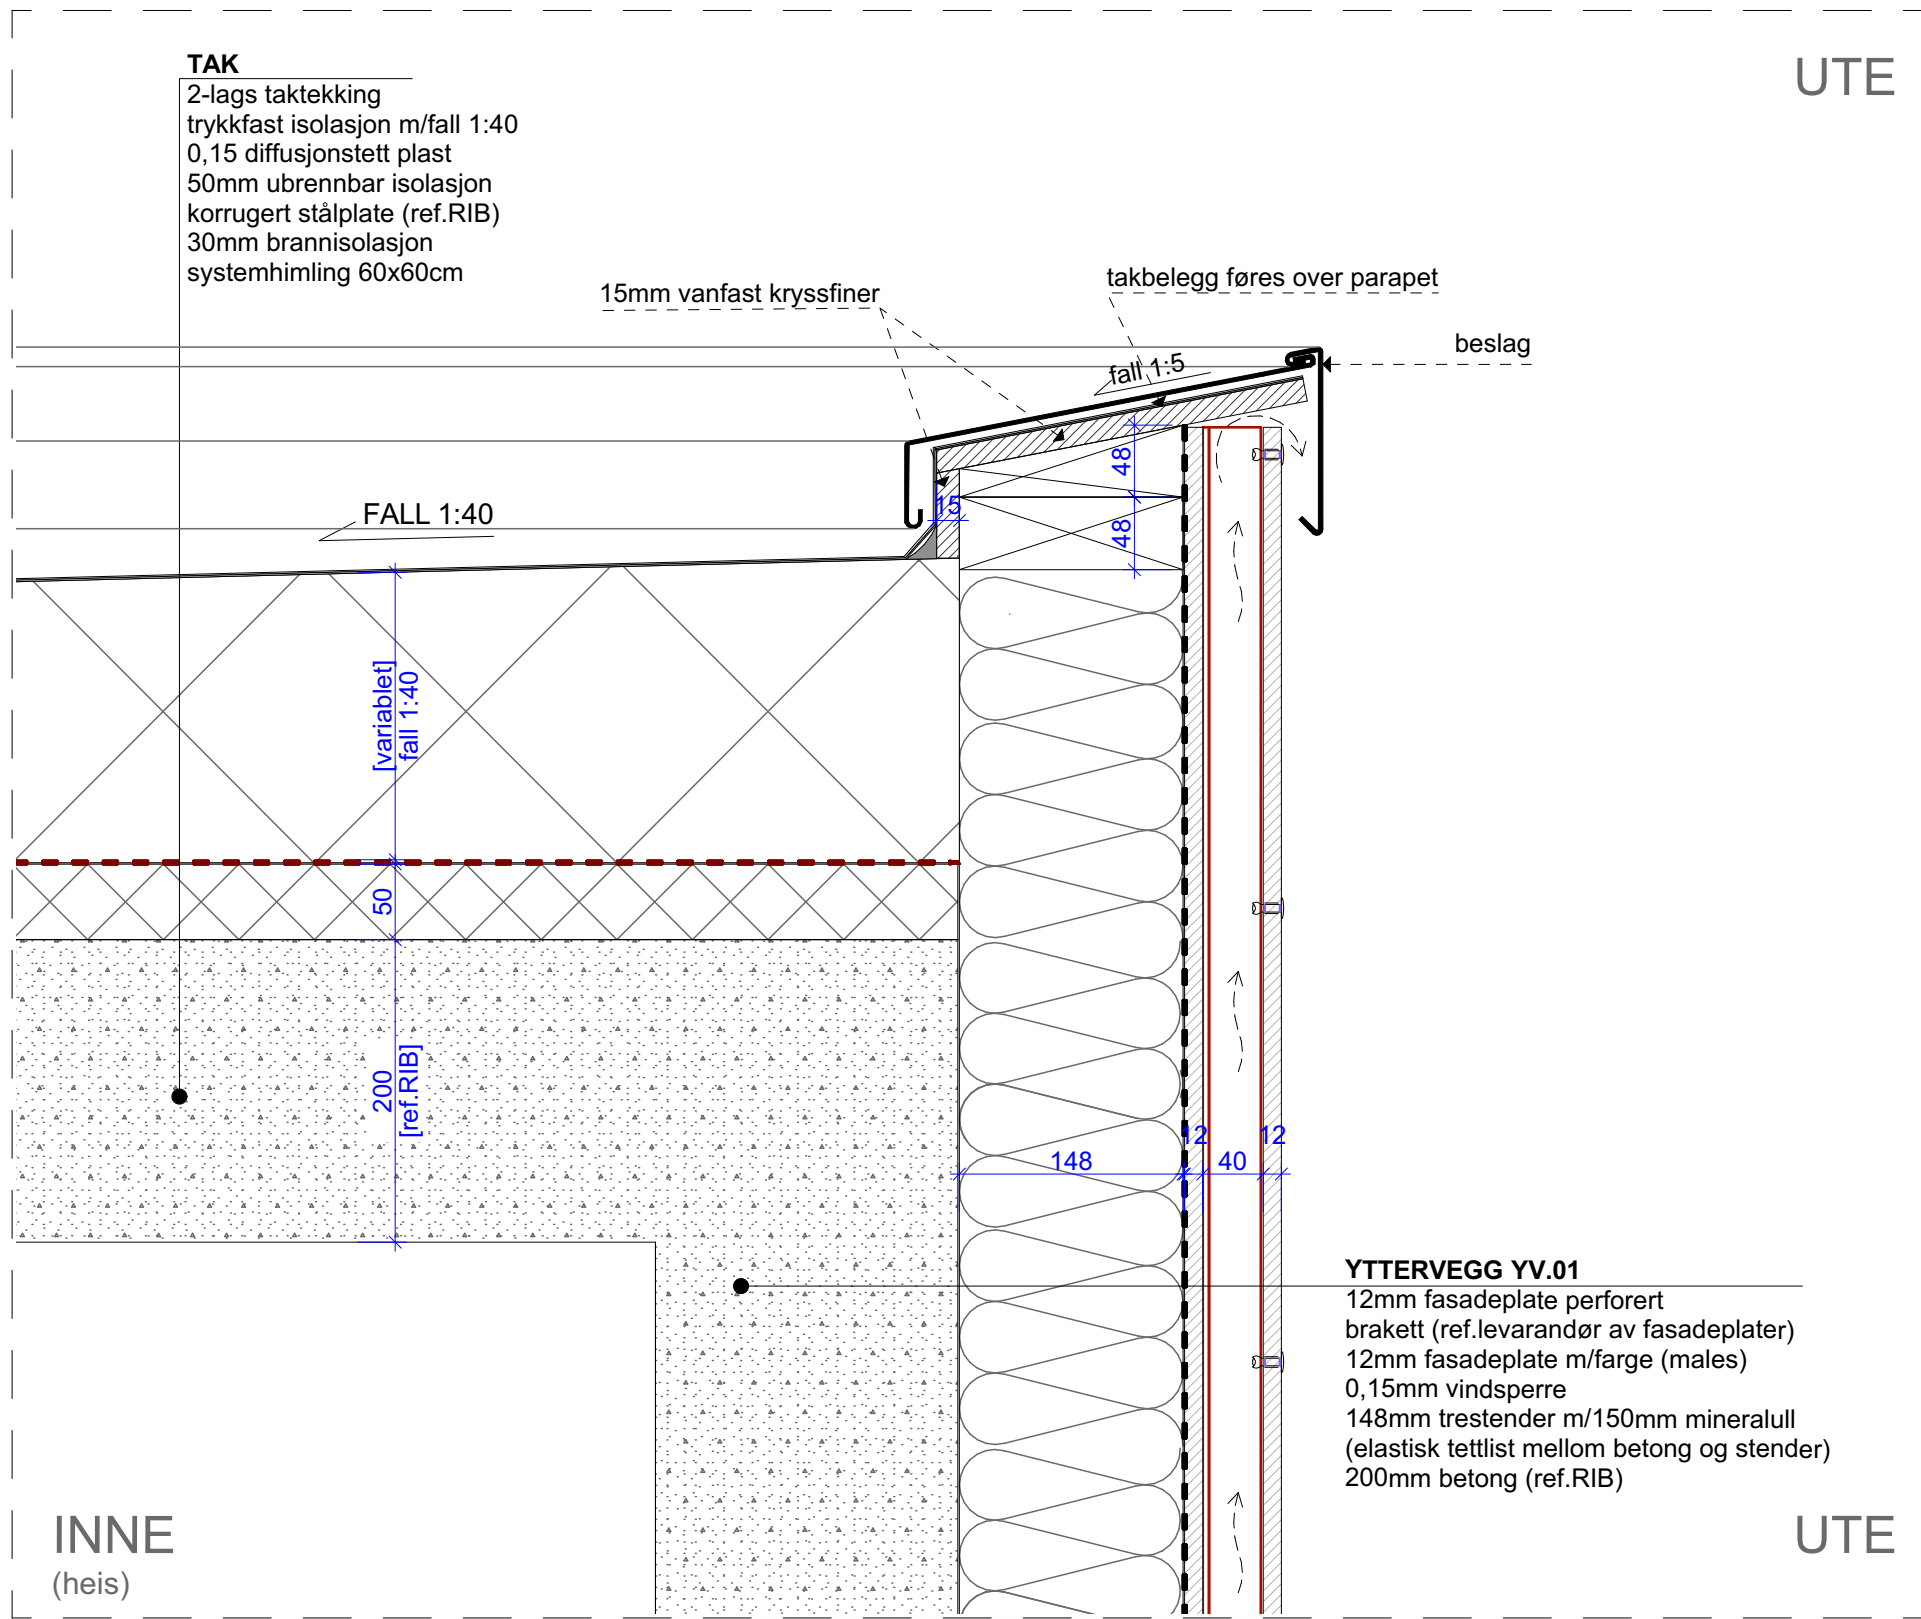 TAK
2-lags taktekking
trykkfast isolasjon m/fall 1:40
0,15 diffusjonstett plast
50mm ubrennbar isolasjon
korrugert stålplate (ref.RIB)
30mm brannisolasjon
systemhimling 60x60cm
UTE
15mm vanfast kryssfiner
takbelegg føres over parapet
beslag
fall 1:5
FALL 1:40
15
48
48
[variablet]
fall 1:40
50
200
[ref.RIB]
148
12
40
12
YTTERVEGG YV.01
12mm fasadeplate perforert
brakett (ref.levarandør av fasadeplater)
12mm fasadeplate m/farge (males)
0,15mm vindsperre
148mm trestender m/150mm mineralull
(elastisk tettlist mellom betong og stender)
200mm betong (ref.RIB)
INNE
(heis)
UTE